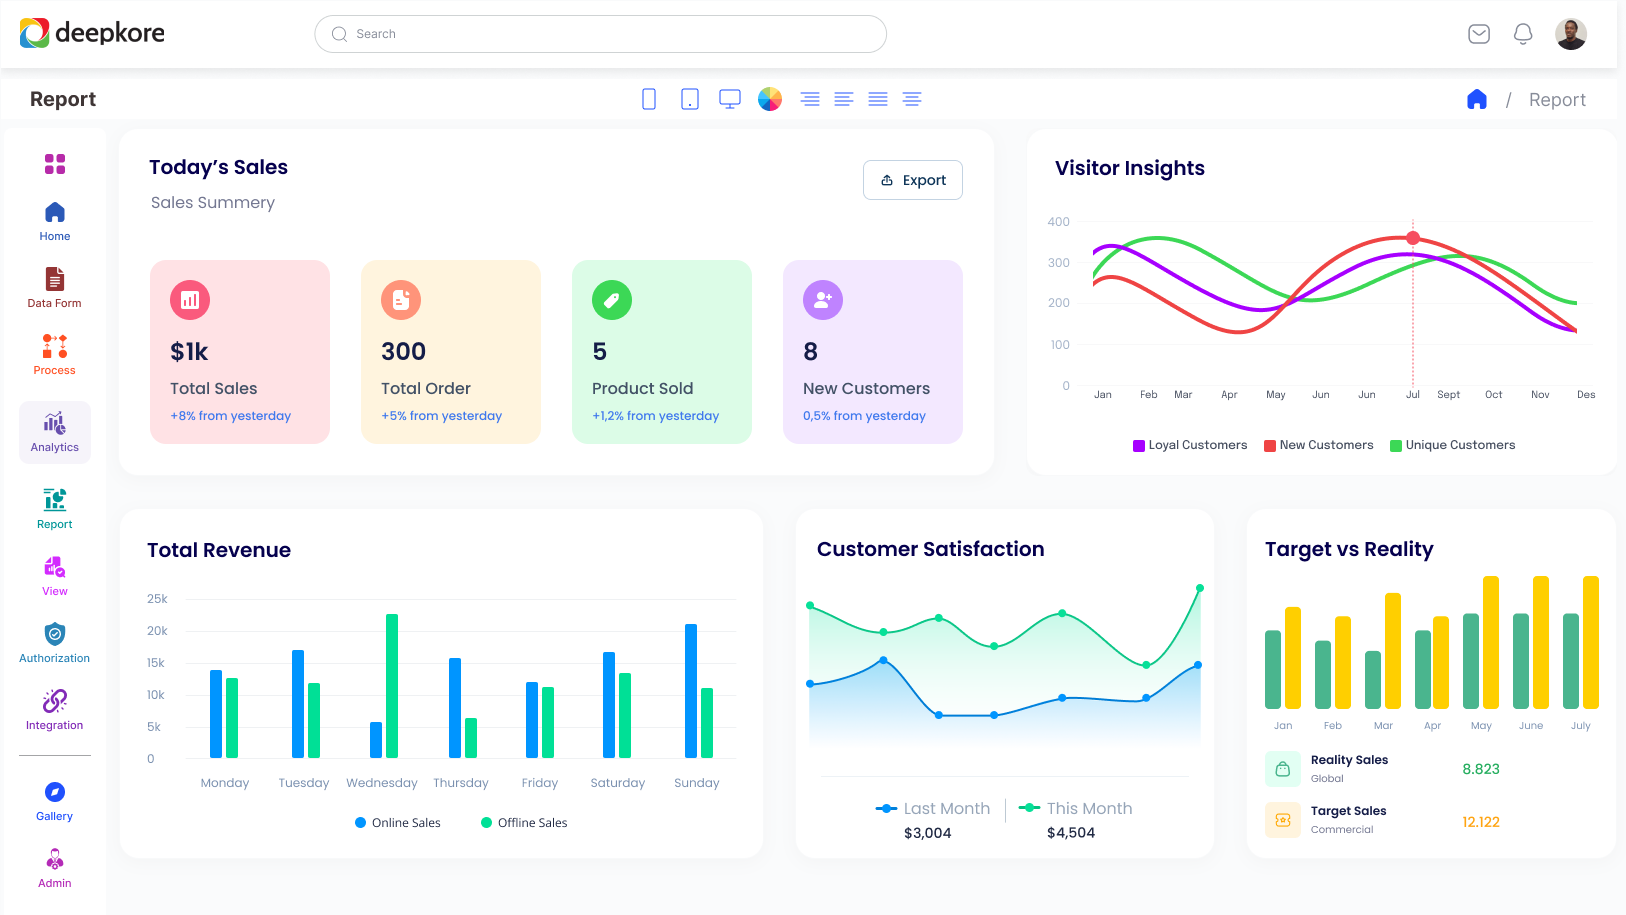 deepkore
Search
Report
/ Report
Home
Data Form
Process
Analytics
Report
View
Authorization
Integration
Gallery
Admin
Today’s Sales
Sales Summery
Export
$1k
Total Sales
+8% from yesterday
300
Total Order
+5% from yesterday
5
Product Sold
+1,2% from yesterday
8
New Customers
0,5% from yesterday
Visitor Insights
400
300
200
100
0
Jan Feb Mar Apr May Jun Jun Jul Sept Oct Nov Des
Loyal Customers New Customers Unique Customers
Total Revenue
25k
20k
15k
10k
5k
0
Monday Tuesday Wednesday Thursday Friday Saturday Sunday
Online Sales Offline Sales
Customer Satisfaction
Last Month This Month
$3,004 $4,504
Target vs Reality
Jan Feb Mar Apr May June July
Reality Sales
Global
8.823
Target Sales
Commercial
12.122